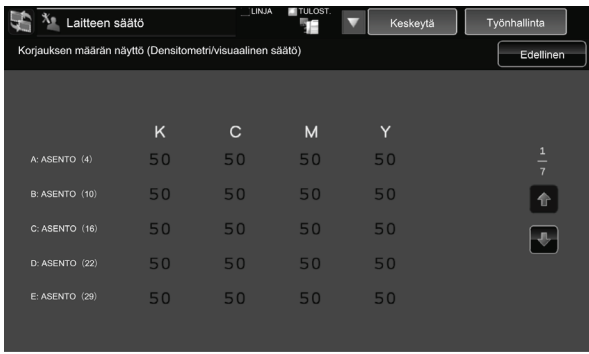 Laitteen säätö
LINJA
TULOST.
Keskeytä
Työnhallinta
Korjauksen määrän näyttö (Densitometri/visuaalinen säätö)
Edellinen
K C M Y
A: ASENTO (4) 50 50 50 50
B: ASENTO (10) 50 50 50 50
C: ASENTO (16) 50 50 50 50
D: ASENTO (22) 50 50 50 50
E: ASENTO (29) 50 50 50 50
1
7